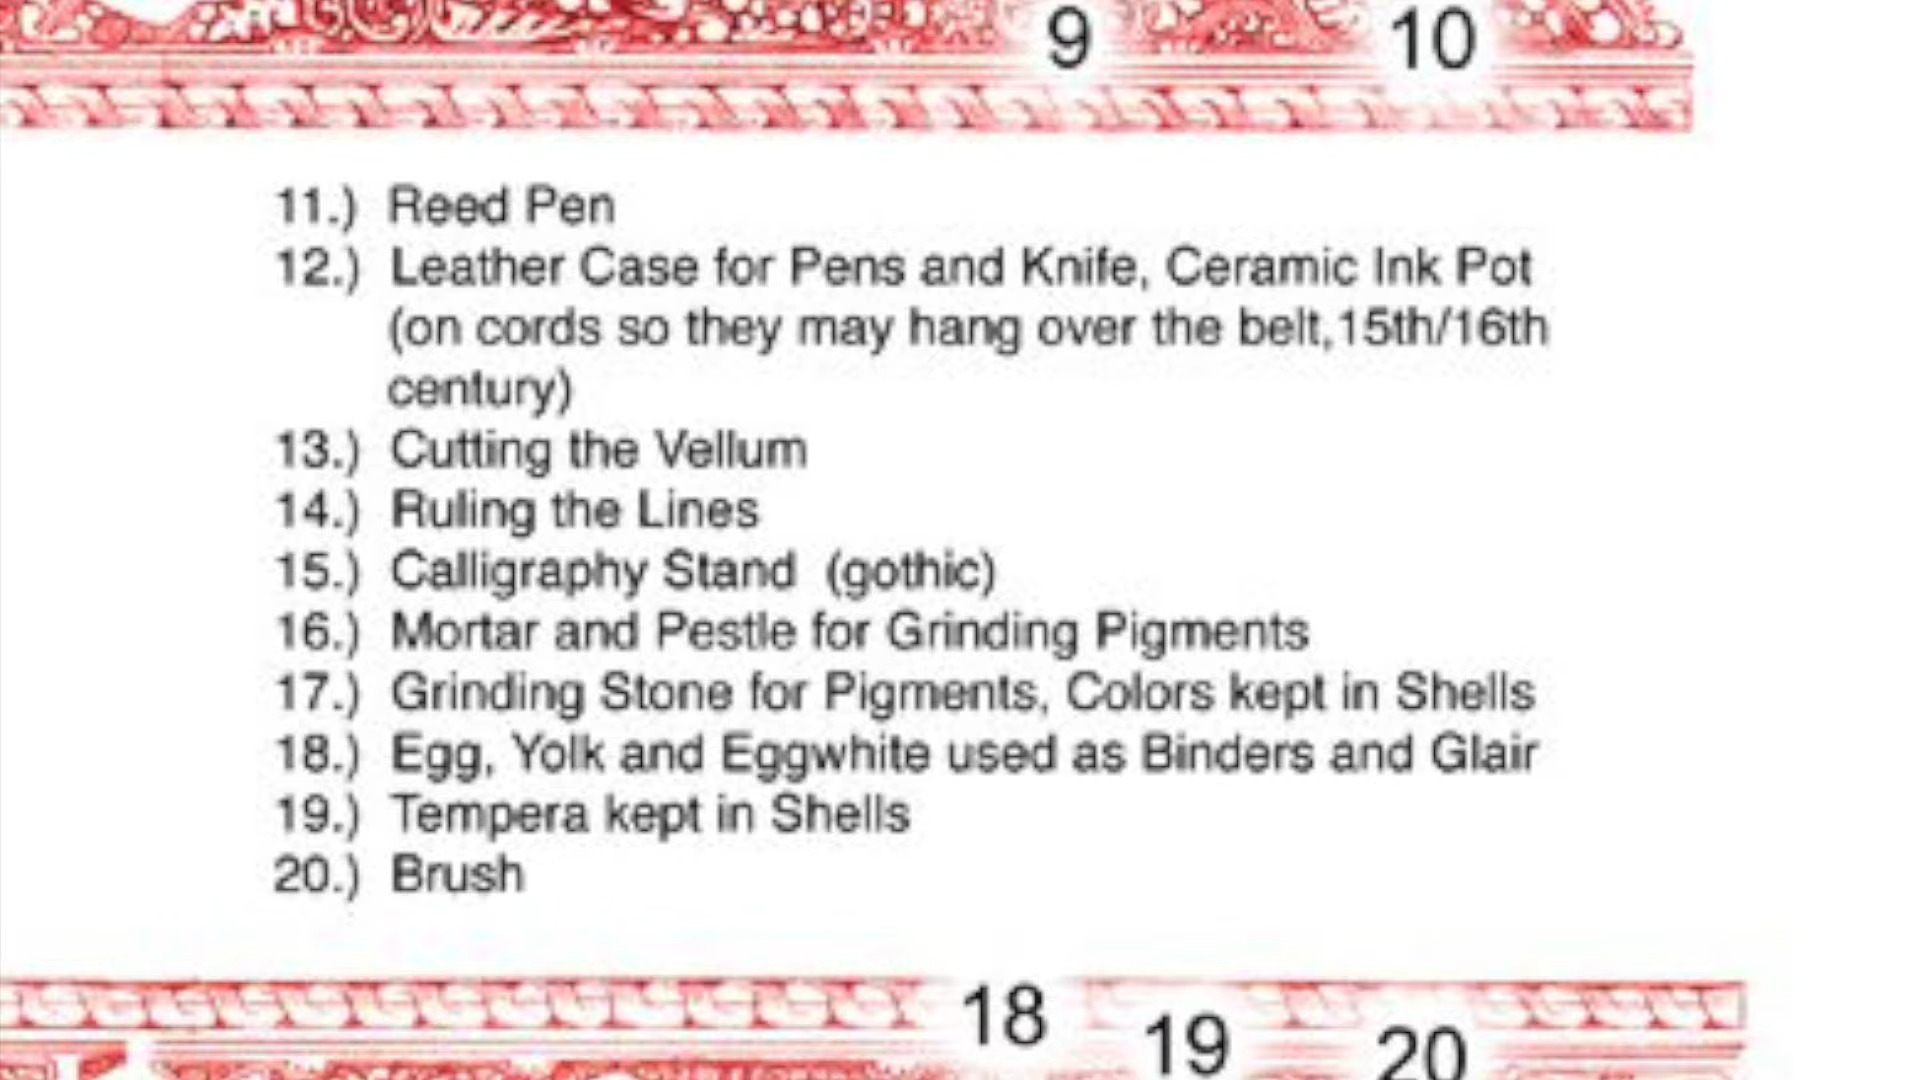 9 10
11.) Reed Pen
12.) Leather Case for Pens and Knife, Ceramic Ink Pot
(on cords so they may hang over the belt,15th/16th
century)
13.) Cutting the Vellum
14.) Ruling the Lines
15.) Calligraphy Stand (gothic)
16.) Mortar and Pestle for Grinding Pigments
17.) Grinding Stone for Pigments, Colors kept in Shells
18.) Egg, Yolk and Eggwhite used as Binders and Glair
19.) Tempera kept in Shells
20.) Brush
18 19 20